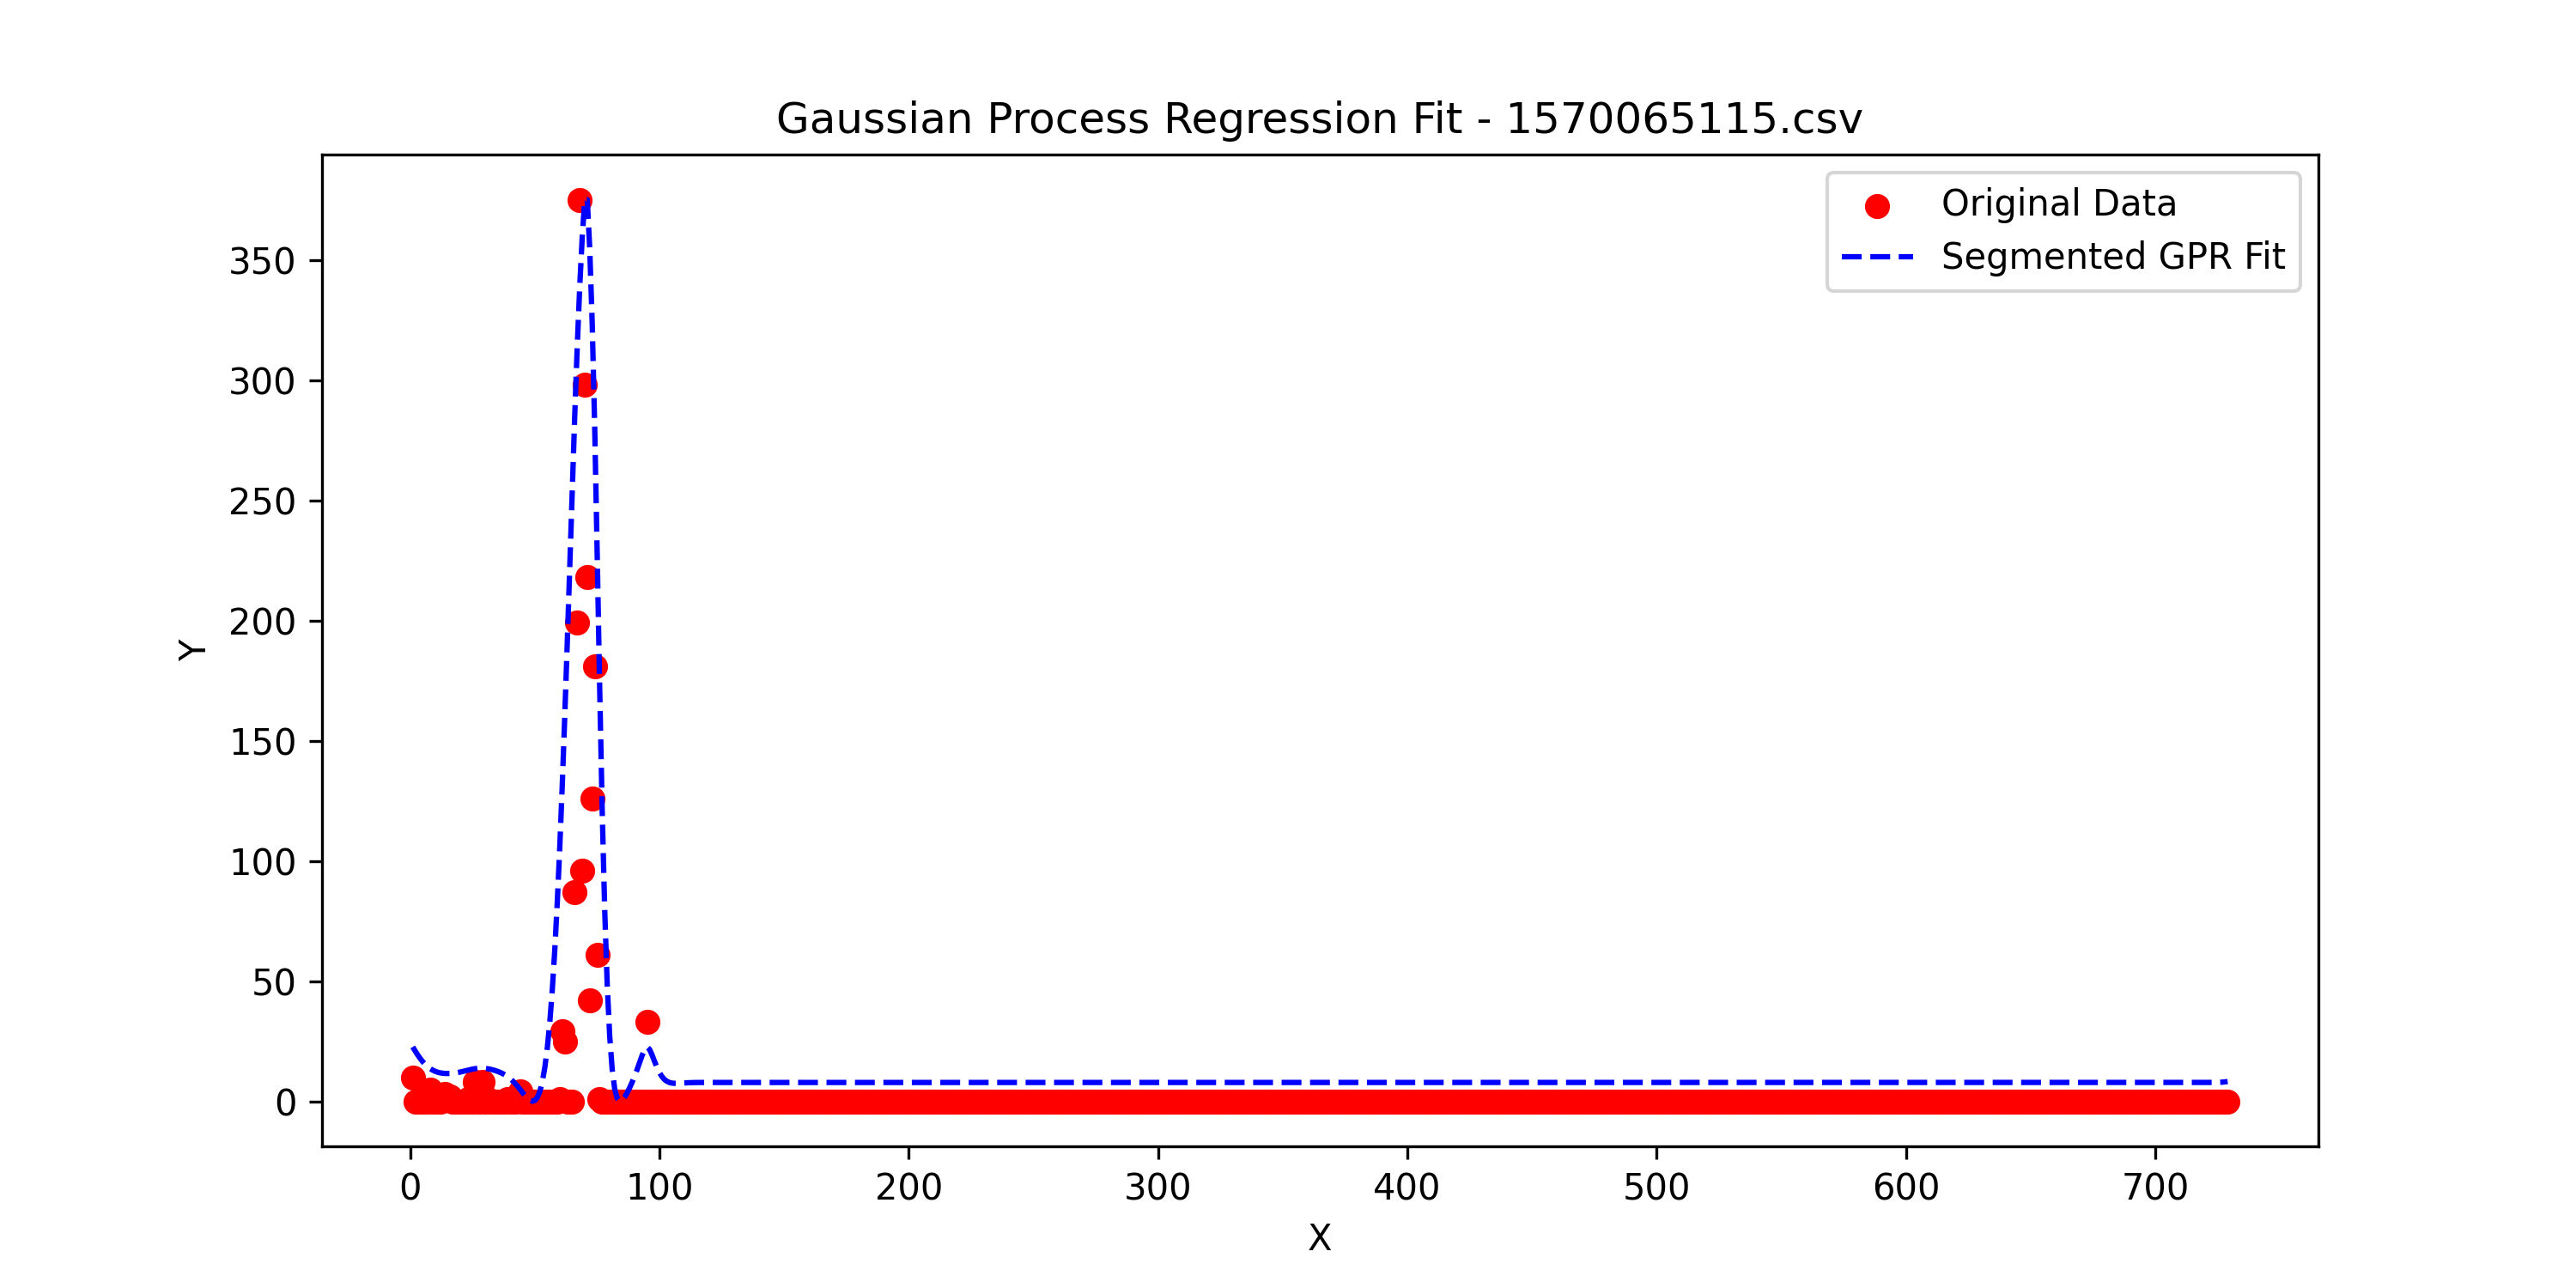 Gaussian Process Regression Fit - 1570065115.csv
Original Data
Segmented GPR Fit
350
300
250
200
150
100
50
0
Y
0 100 200 300 400 500 600 700
X